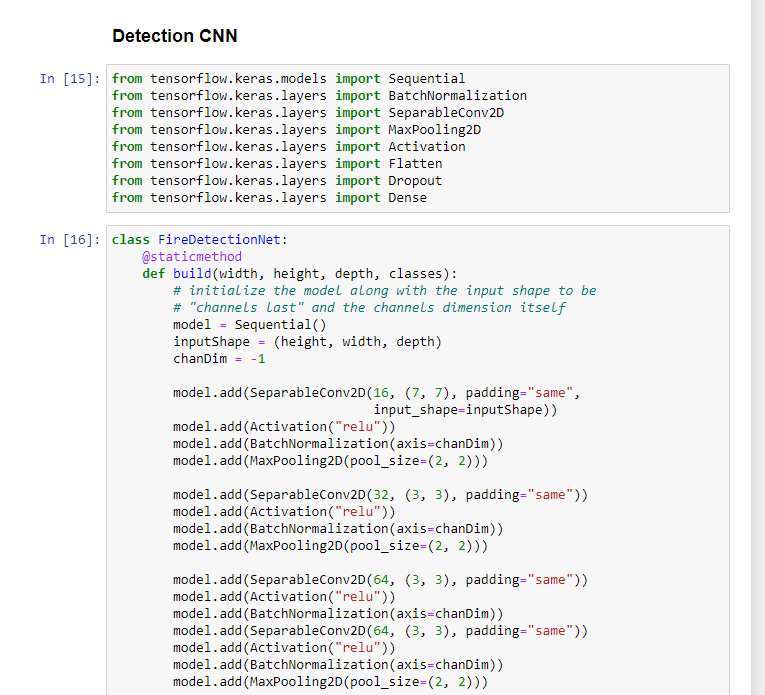 Detection CNN
In [15]: from tensorflow.keras.models import Sequential
from tensorflow.keras.layers import BatchNormalization
from tensorflow.keras.layers import SeparableConv2D
from tensorflow.keras.layers import MaxPooling2D
from tensorflow.keras.layers import Activation
from tensorflow.keras.layers import Flatten
from tensorflow.keras.layers import Dropout
from tensorflow.keras.layers import Dense
In [16]: class FireDetectionNet:
    @staticmethod
    def build(width, height, depth, classes):
        # initialize the model along with the input shape to be
        # "channels last" and the channels dimension itself
        model = Sequential()
        inputShape = (height, width, depth)
        chanDim = -1

        model.add(SeparableConv2D(16, (7, 7), padding="same",
                                  input_shape=inputShape))
        model.add(Activation("relu"))
        model.add(BatchNormalization(axis=chanDim))
        model.add(MaxPooling2D(pool_size=(2, 2)))

        model.add(SeparableConv2D(32, (3, 3), padding="same"))
        model.add(Activation("relu"))
        model.add(BatchNormalization(axis=chanDim))
        model.add(MaxPooling2D(pool_size=(2, 2)))

        model.add(SeparableConv2D(64, (3, 3), padding="same"))
        model.add(Activation("relu"))
        model.add(BatchNormalization(axis=chanDim))
        model.add(SeparableConv2D(64, (3, 3), padding="same"))
        model.add(Activation("relu"))
        model.add(BatchNormalization(axis=chanDim))
        model.add(MaxPooling2D(pool_size=(2, 2)))